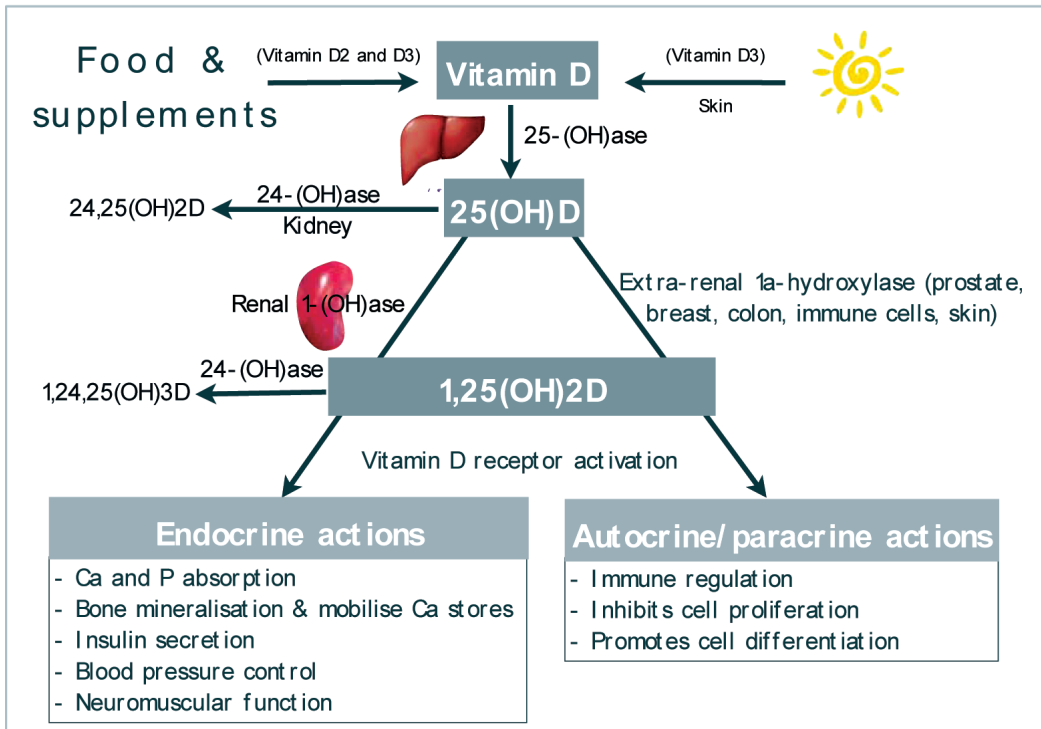 Food &
supplements
(Vitamin D2 and D3)
Vitamin D
(Vitamin D3)
Skin
25-(OH)ase
24,25(OH)2D
24-(OH)ase
Kidney
25(OH)D
Renal 1-(OH)ase
Extra-renal 1a-hydroxylase (prostate,
breast, colon, immune cells, skin)
1,24,25(OH)3D
24-(OH)ase
1,25(OH)2D
Vitamin D receptor activation
Endocrine actions
- Ca and P absorption
- Bone mineralisation & mobilise Ca stores
- Insulin secretion
- Blood pressure control
- Neuromuscular function
Autocrine/paracrine actions
- Immune regulation
- Inhibits cell proliferation
- Promotes cell differentiation